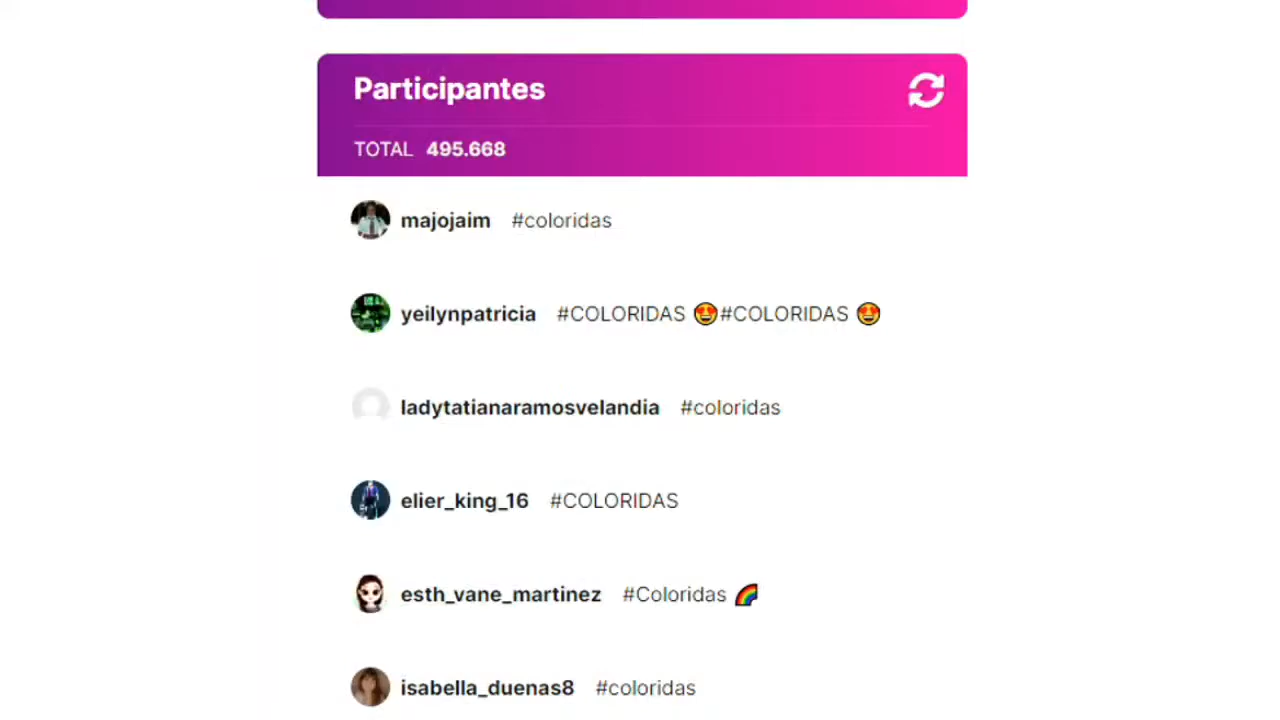 Participantes
TOTAL 495.668
majojaim #coloridas
yeilynpatricia #COLORIDAS 😍#COLORIDAS 😍
ladytatianaramosvelandia #coloridas
elier_king_16 #COLORIDAS
esth_vane_martinez #Coloridas 🌈
isabella_duenas8 #coloridas